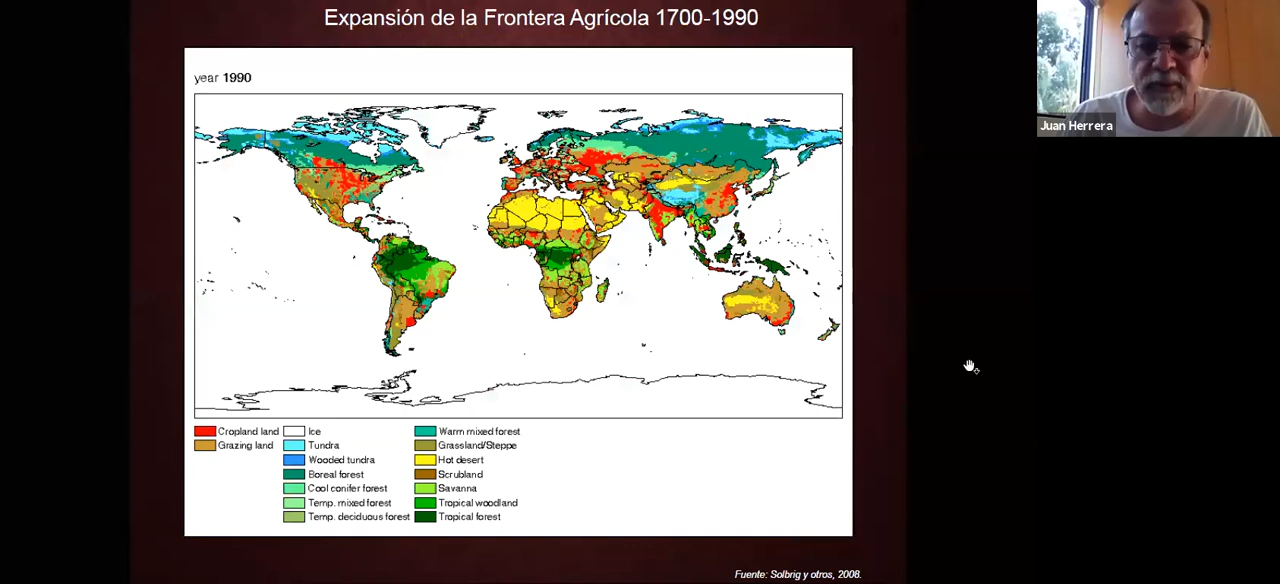 Expansión de la Frontera Agrícola 1700-1990
year 1990
Juan Herrera
Cropland land
Grazing land
Ice
Tundra
Wooded tundra
Boreal forest
Cool conifer forest
Temp. mixed forest
Temp. deciduous forest
Warm mixed forest
Grassland/Steppe
Hot desert
Scrubland
Savanna
Tropical woodland
Tropical forest
Fuente: Solbrig y otros, 2008.